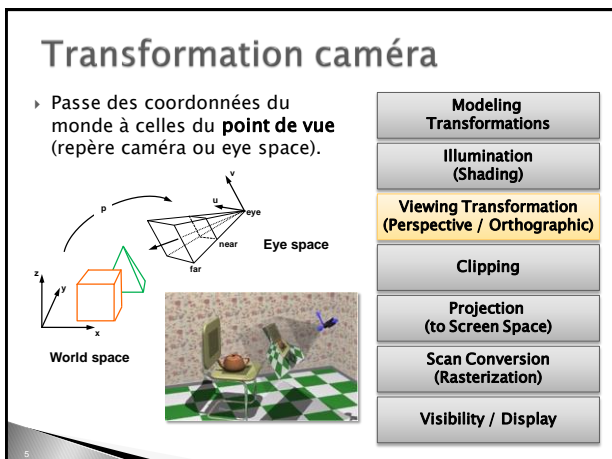 Transformation caméra
Passe des coordonnées du
monde à celles du point de vue
(repère caméra ou eye space).
v
u
eye
p
near
Eye space
far
z
y
x
World space
Modeling
Transformations
Illumination
(Shading)
Viewing Transformation
(Perspective / Orthographic)
Clipping
Projection
(to Screen Space)
Scan Conversion
(Rasterization)
Visibility / Display
5